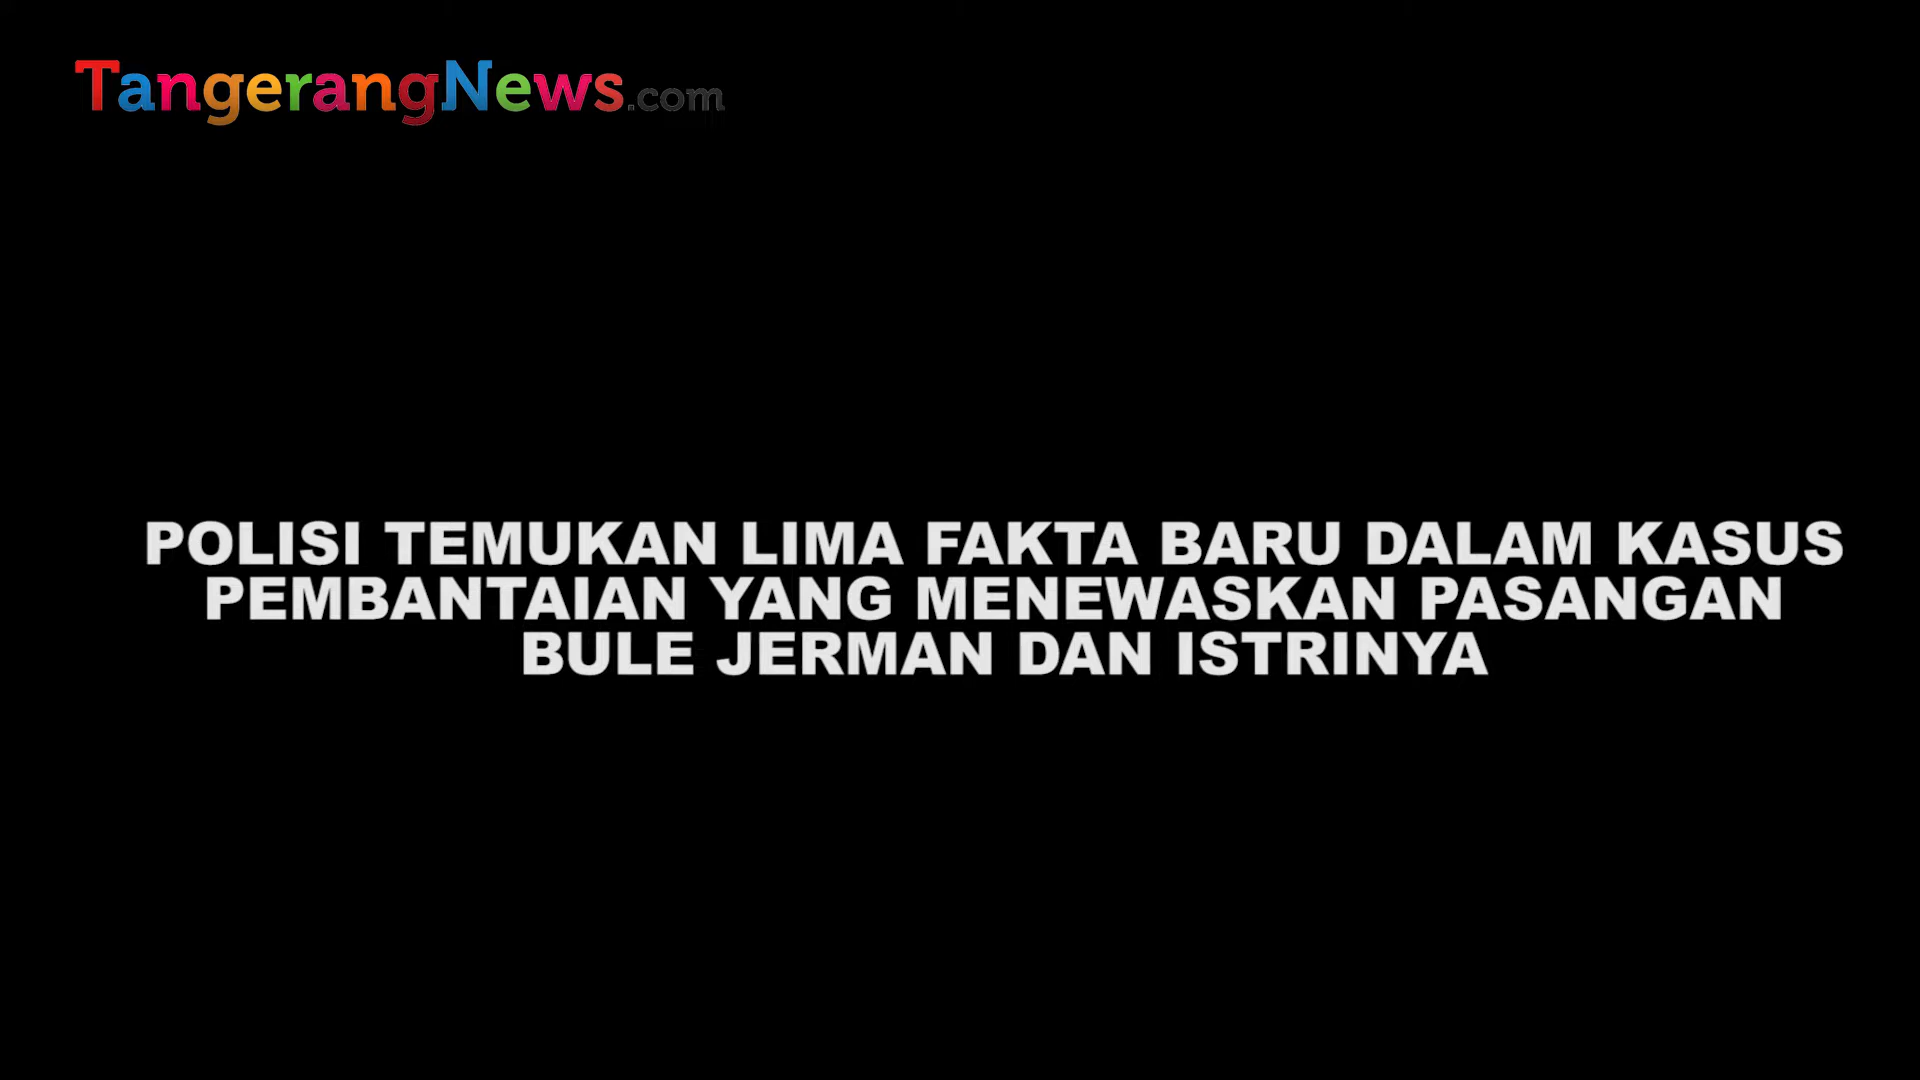 TangerangNews.com
POLISI TEMUKAN LIMA FAKTA BARU DALAM KASUS
PEMBANTAIAN YANG MENEWASKAN PASANGAN
BULE JERMAN DAN ISTRINYA